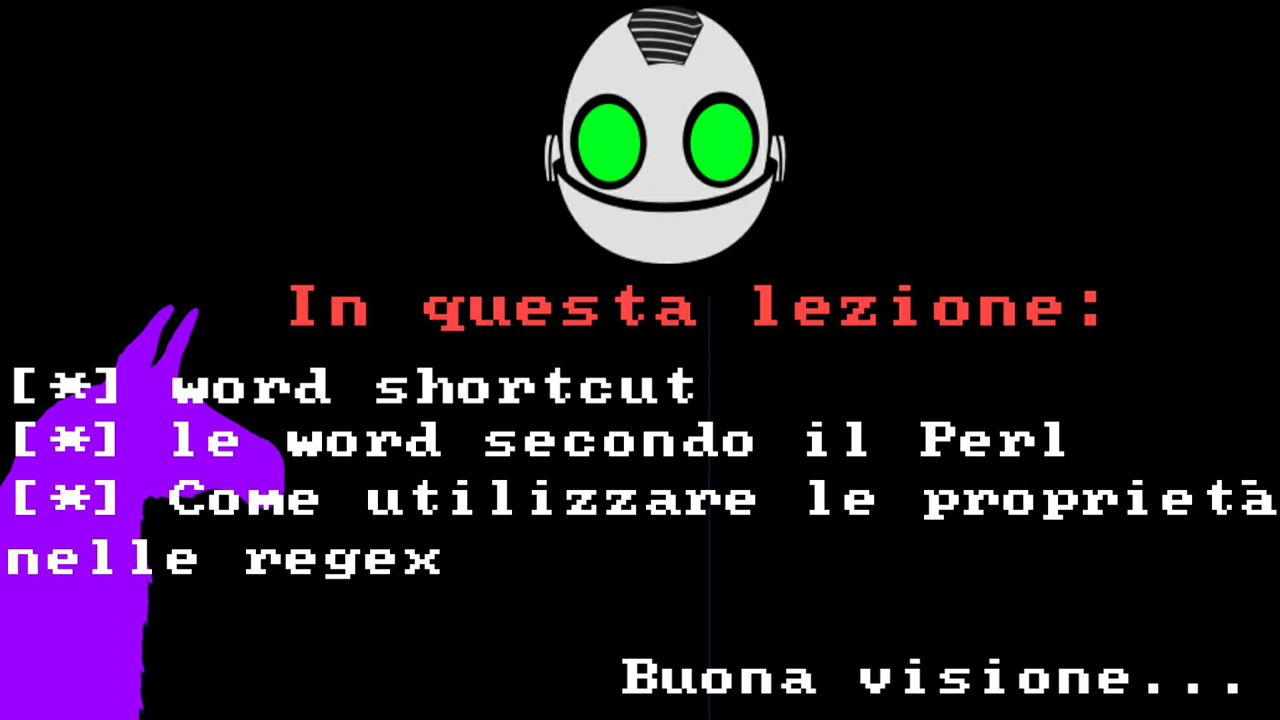 In questa lezione:
[*] word shortcut
[*] le word secondo il Perl
[*] Come utilizzare le proprietà
nelle regex
Buona visione...